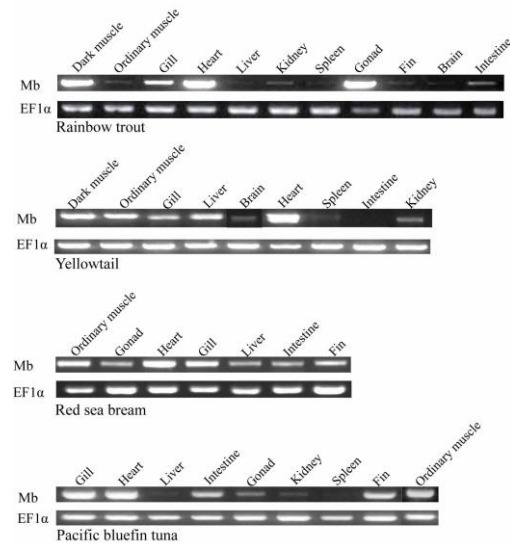 Dark muscle Ordinary muscle Gill Heart Liver Kidney Spleen Gonad Fin Brain Intestine
Mb
EF1α
Rainbow trout
Dark muscle Ordinary muscle Gill Liver Brain Heart Spleen Intestine Kidney
Mb
EF1α
Yellowtail
Ordinary muscle Gonad Heart Gill Liver Intestine Fin
Mb
EF1α
Red sea bream
Gill Heart Liver Intestine Gonad Kidney Spleen Fin Ordinary muscle
Mb
EF1α
Pacific bluefin tuna